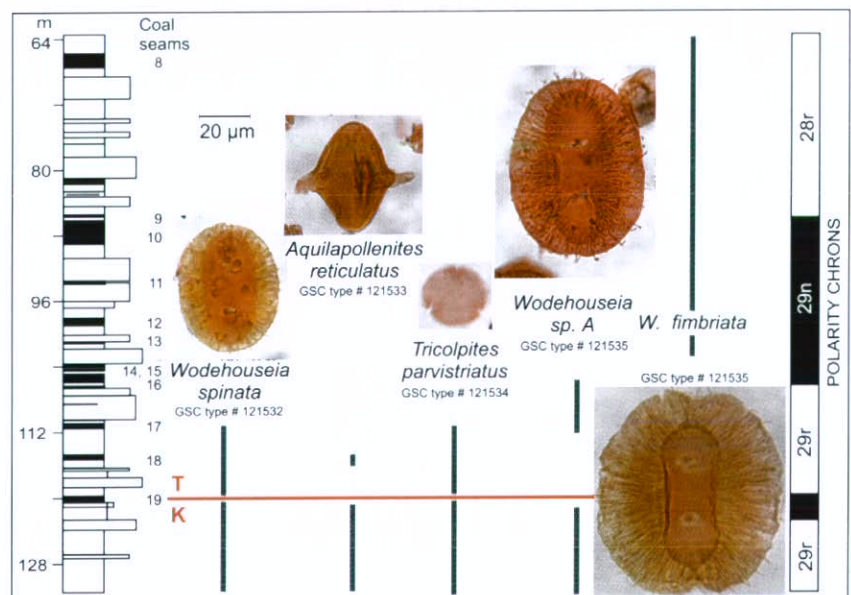 m
Coal
seams
64
8
80
9
10
11
96
12
13
14, 15
16
112
17
18
19
128
20 µm
Wodehouseia
spinata
GSC type # 121532
Aquilapollenites
reticulatus
GSC type # 121533
Tricolpites
parvistriatus
GSC type # 121534
Wodehouseia
sp. A
GSC type # 121535
W. fimbriata
GSC type # 121535
T
K
28r
29n
29r
29r
POLARITY CHRONS